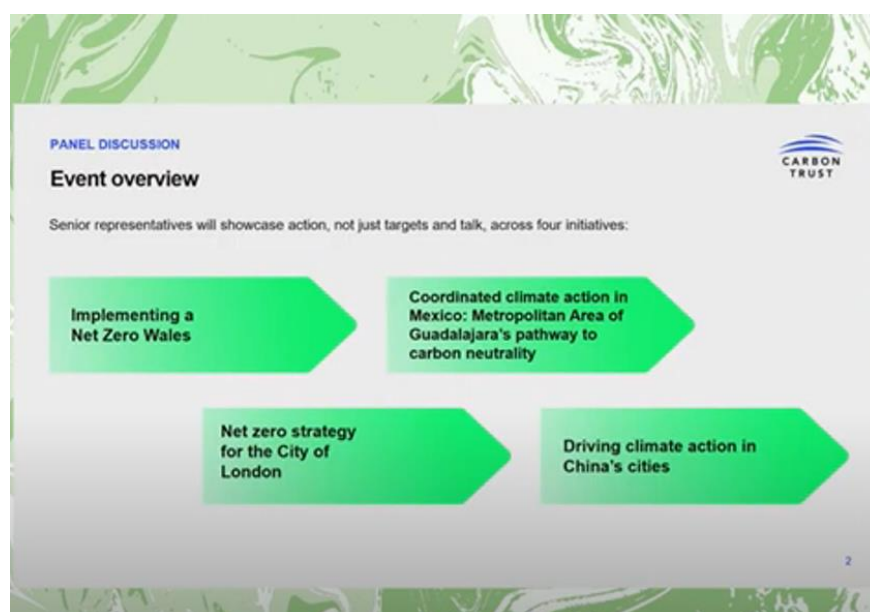 PANEL DISCUSSION
CARBON
TRUST
Event overview
Senior representatives will showcase action, not just targets and talk, across four initiatives:
Implementing a
Net Zero Wales
Coordinated climate action in
Mexico: Metropolitan Area of
Guadalajara's pathway to
carbon neutrality
Net zero strategy
for the City of
London
Driving climate action in
China's cities
2